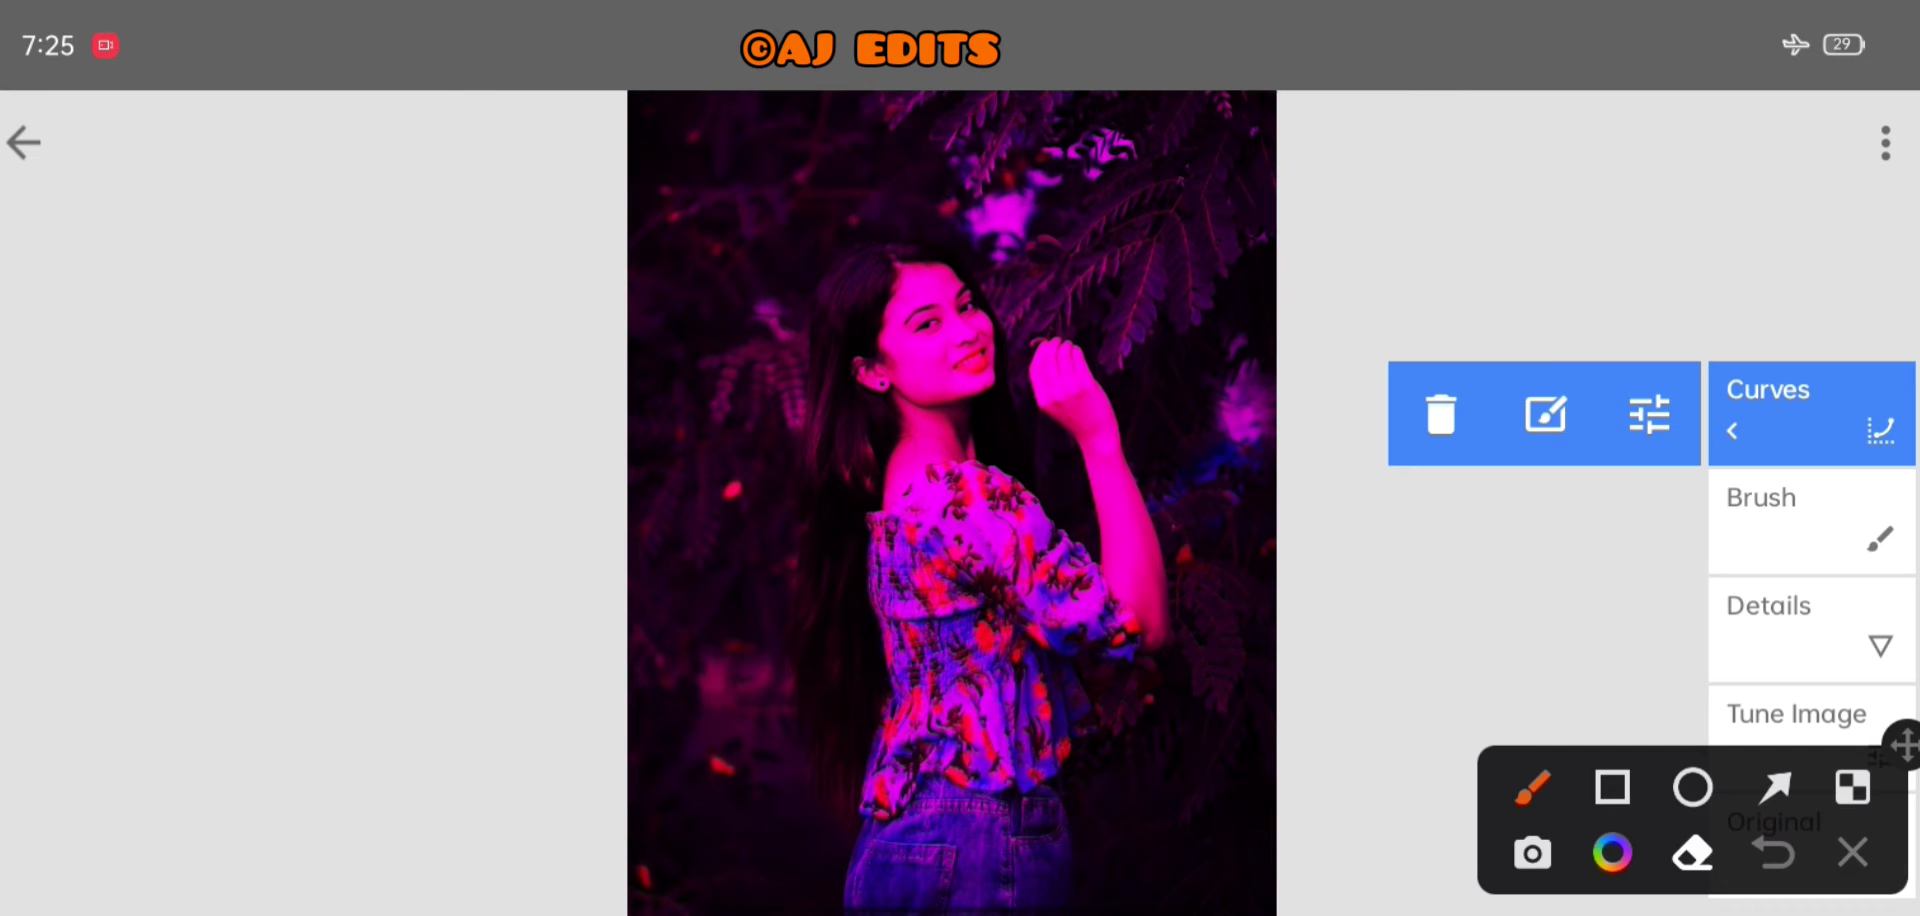 7:25
©AJ EDITS
29
Curves
Brush
Details
Tune Image
Original